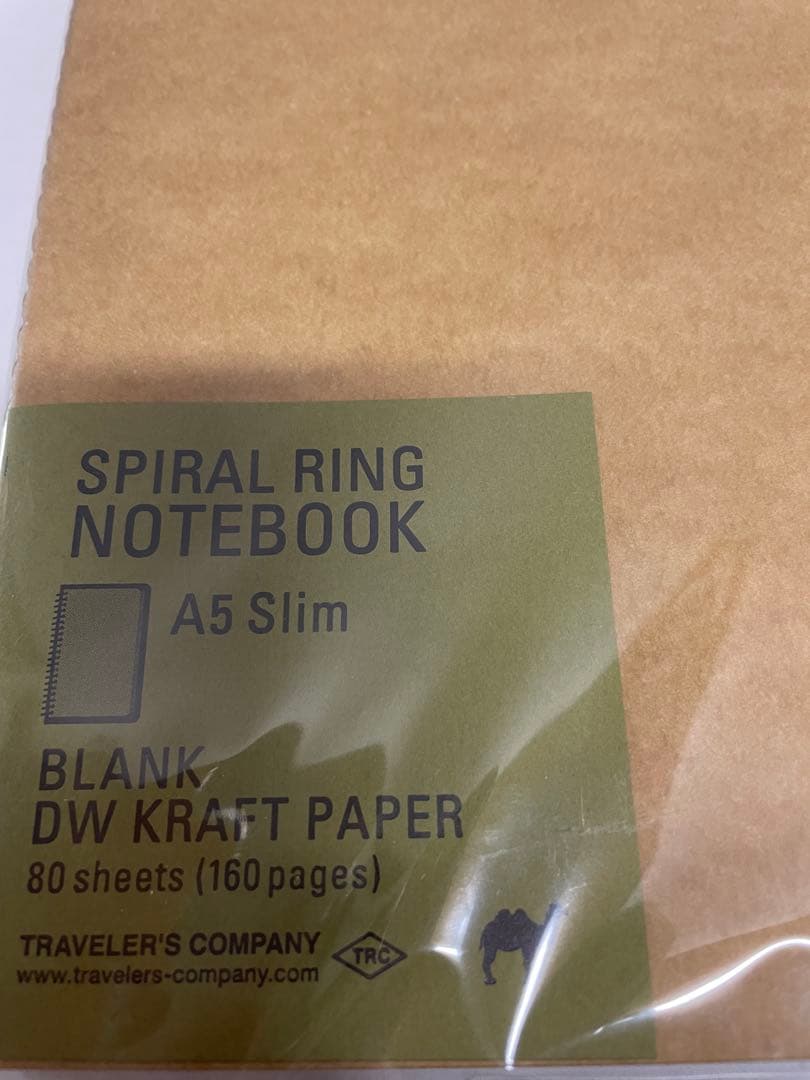 SPIRAL RING
NOTEBOOK
A5 Slim
BLANK
DW KRAFT PAPER
80 sheets (160 pages)
TRAVELER'S COMPANY TRC
www.travelers-company.com